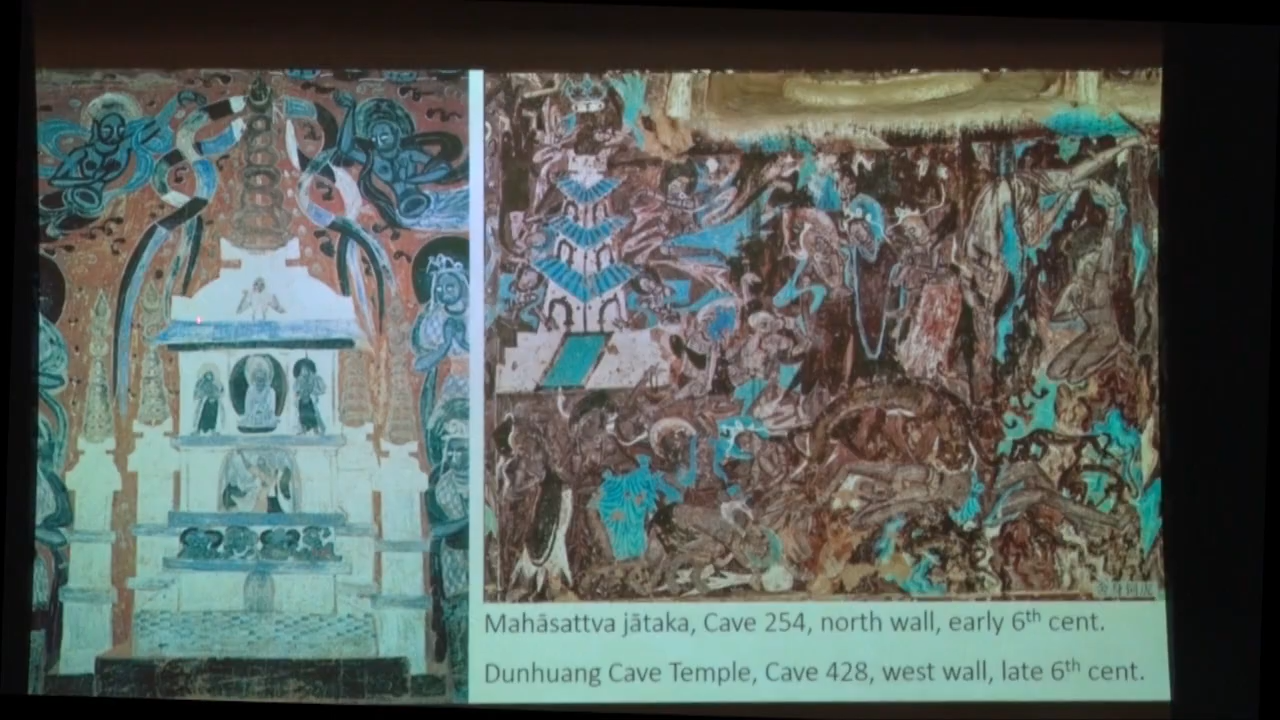 Mahāsattva jātaka, Cave 254, north wall, early 6th cent.
Dunhuang Cave Temple, Cave 428, west wall, late 6th cent.